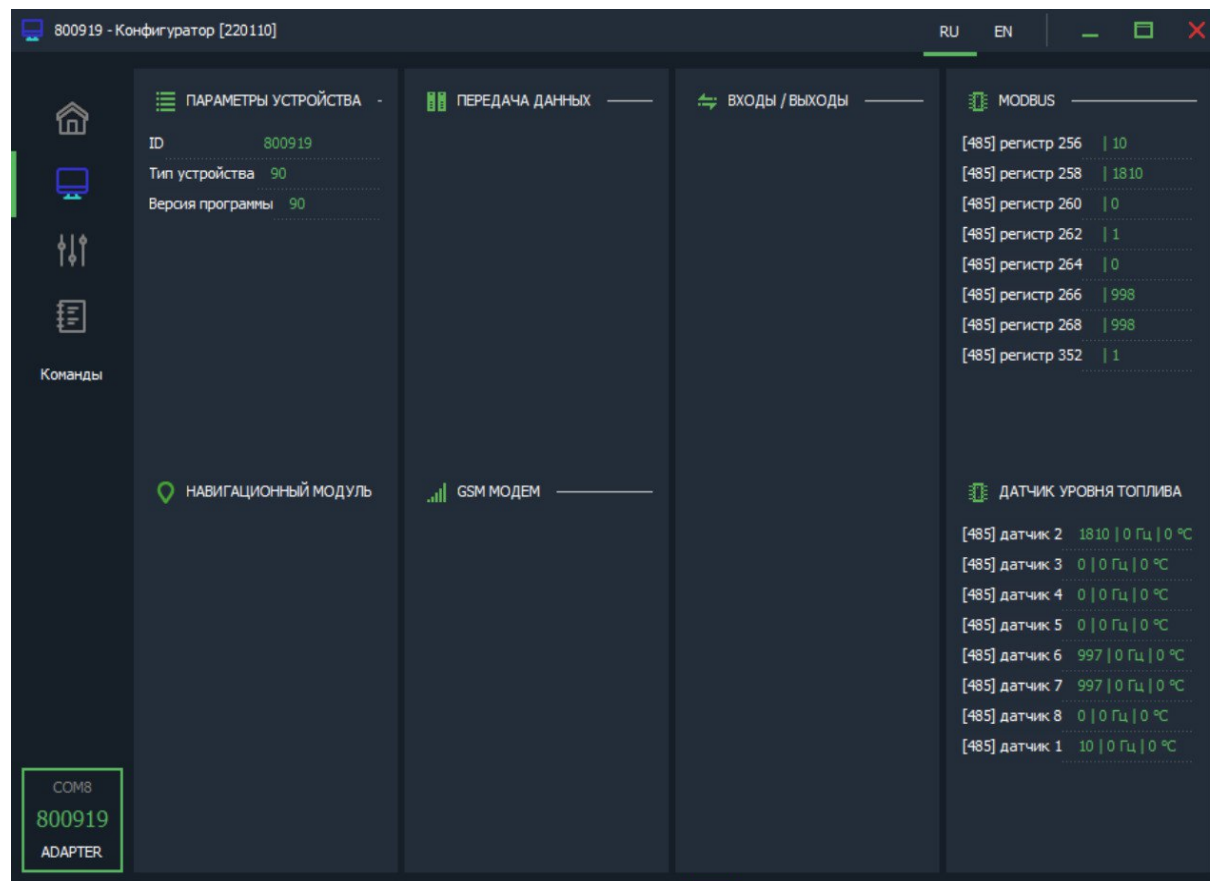 800919 - Конфигуратор [220110]
RU EN
ПАРАМЕТРЫ УСТРОЙСТВА -
ID 800919
Тип устройства 90
Версия программы 90
ПЕРЕДАЧА ДАННЫХ
ВХОДЫ / ВЫХОДЫ
MODBUS
[485] регистр 256 | 10
[485] регистр 258 | 1810
[485] регистр 260 | 0
[485] регистр 262 | 1
[485] регистр 264 | 0
[485] регистр 266 | 998
[485] регистр 268 | 998
[485] регистр 352 | 1
Команды
НАВИГАЦИОННЫЙ МОДУЛЬ
GSM МОДЕМ
ДАТЧИК УРОВНЯ ТОПЛИВА
[485] датчик 2 1810 | 0 Гц | 0 °C
[485] датчик 3 0 | 0 Гц | 0 °C
[485] датчик 4 0 | 0 Гц | 0 °C
[485] датчик 5 0 | 0 Гц | 0 °C
[485] датчик 6 997 | 0 Гц | 0 °C
[485] датчик 7 997 | 0 Гц | 0 °C
[485] датчик 8 0 | 0 Гц | 0 °C
[485] датчик 1 10 | 0 Гц | 0 °C
COM8
800919
ADAPTER